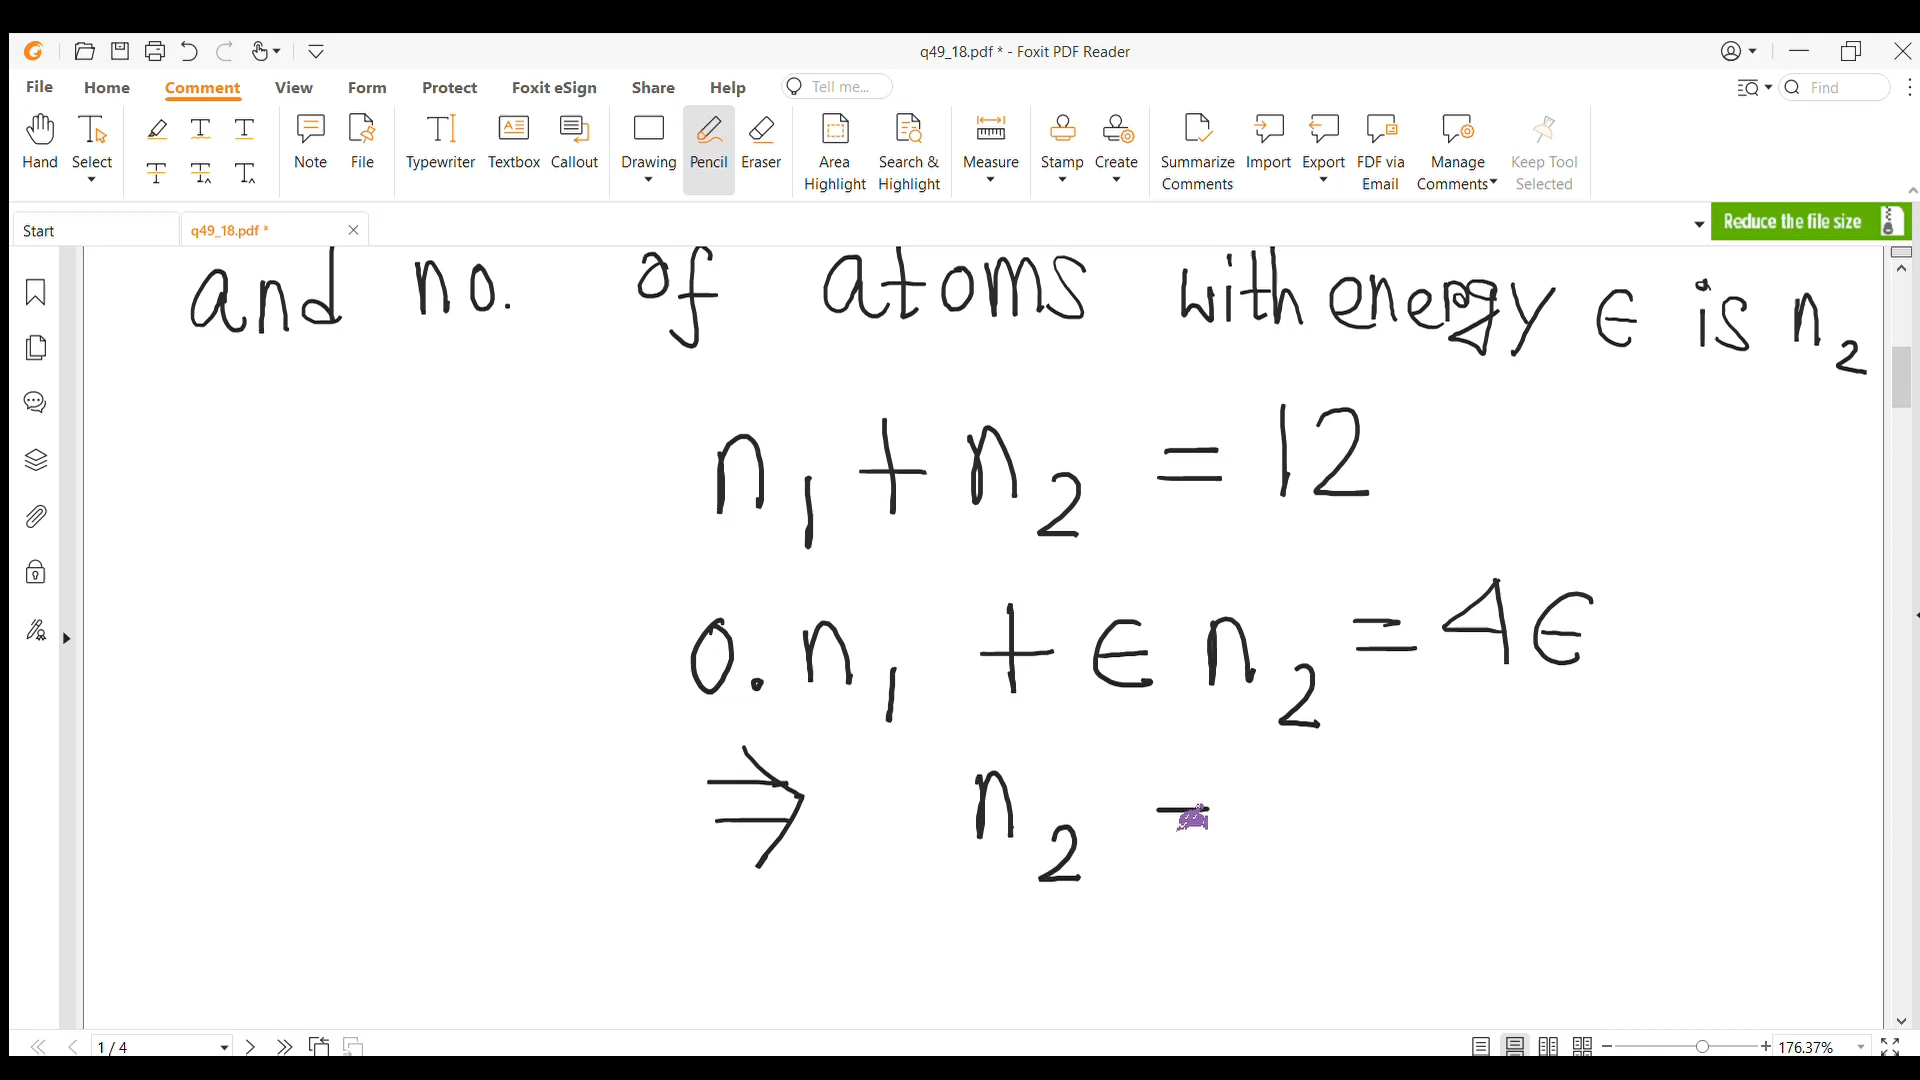 q49_18.pdf * - Foxit PDF Reader
File Home Comment View Form Protect Foxit eSign Share Help Tell me... Find
Hand Select Note File Typewriter Textbox Callout Drawing Pencil Eraser Area Highlight Search & Highlight Measure Stamp Create Summarize Comments Import Export FDF via Email Manage Comments Keep Tool Selected
Start q49_18.pdf * Reduce the file size
and no. of atoms with energy ∈ is n₂
n₁ + n₂ = 12
0. n₁ + ∈ n₂ = 4∈
⇒ n₂ =
1 / 4 176.37%